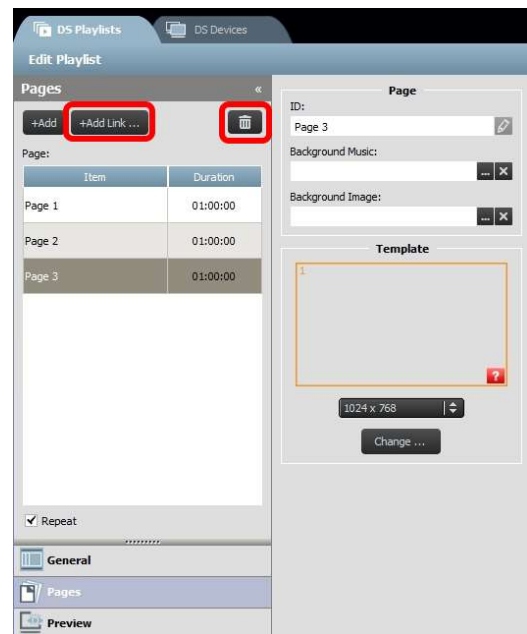 DS Playlists
DS Devices
Edit Playlist
Pages «
+Add
+Add Link ...
Page:
Item Duration
Page 1 01:00:00
Page 2 01:00:00
Page 3 01:00:00
Repeat
General
Pages
Preview
Page
ID:
Page 3
Background Music:
... X
Background Image:
... X
Template
1
?
1024 x 768
Change ...